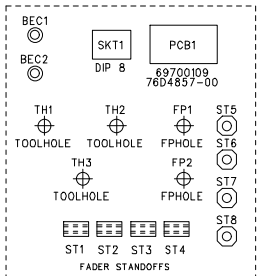 BEC1
BEC2
SKT1
DIP 8
PCB1
69700109
76D4857-00
TH1 TH2 FP1 ST5
TOOLHOLE TOOLHOLE FPHOLE
ST6
TH3 FP2 ST7
TOOLHOLE FPHOLE
ST8
ST1 ST2 ST3 ST4
FADER STANDOFFS